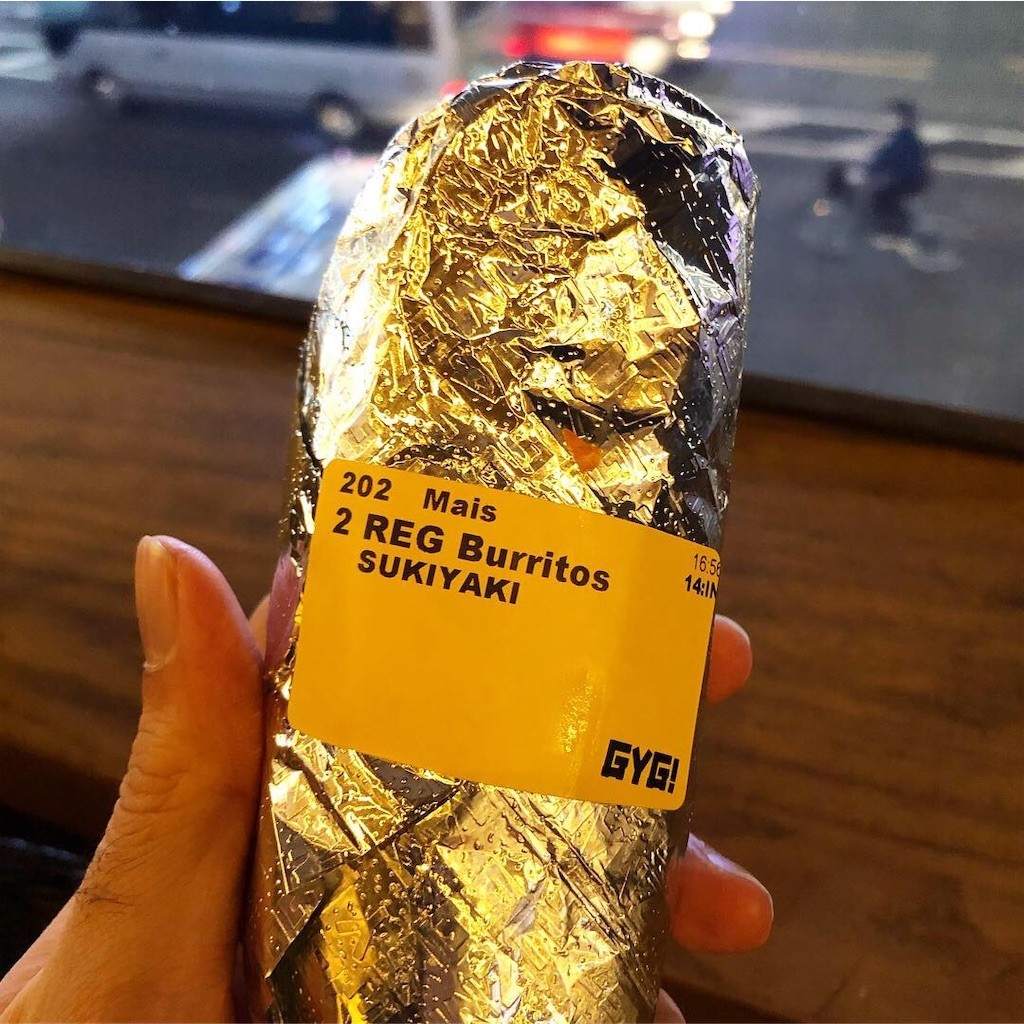 202 Mais
2 REG Burritos
SUKIYAKI
16:56
14:IN
GYG!